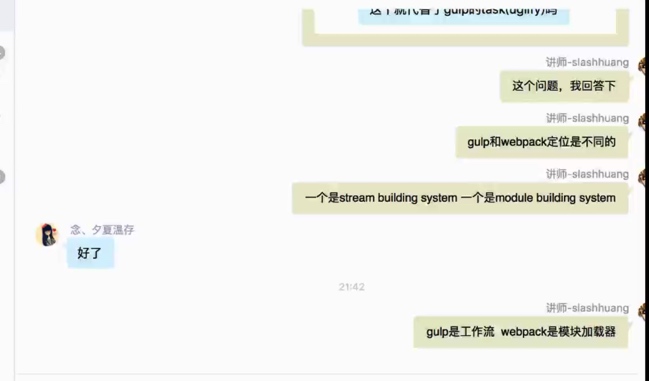 这个就代替了gulp的task(uglify)吗
讲师-slashhuang
这个问题，我回答下
讲师-slashhuang
gulp和webpack定位是不同的
讲师-slashhuang
一个是stream building system 一个是module building system
念、夕夏温存
好了
21:42
讲师-slashhuang
gulp是工作流 webpack是模块加载器